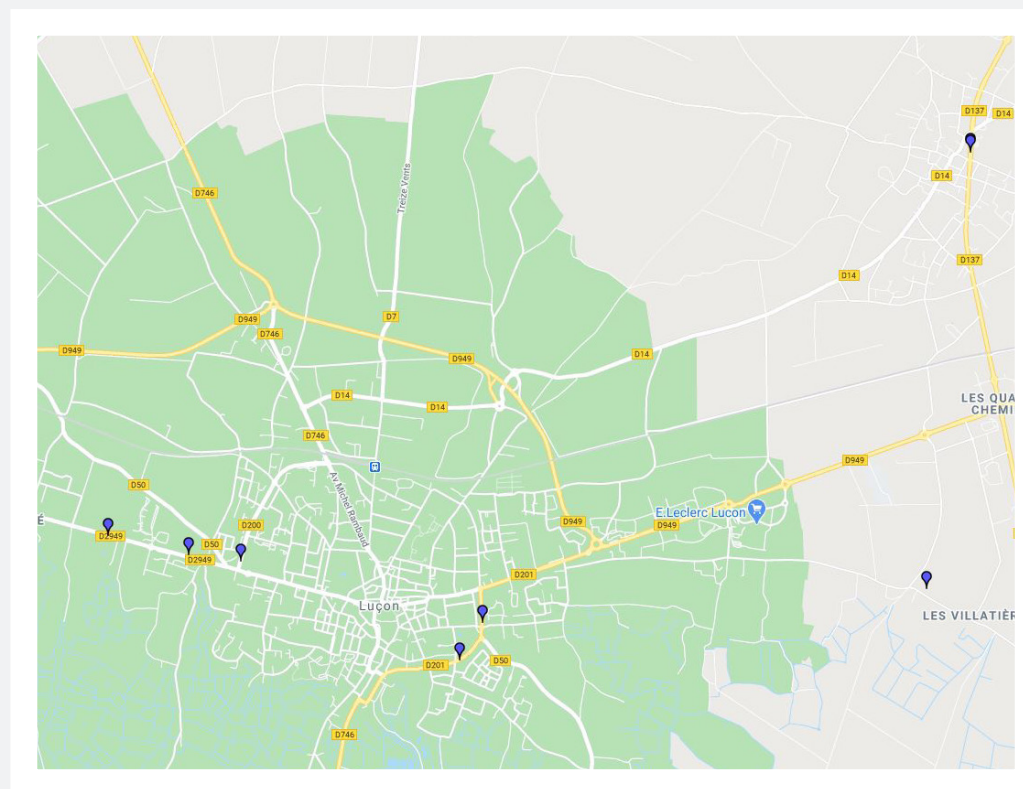 D137
D14
D14
D746
Treize Vents
D137
D14
D949
D7
D746
D949
D949
D14
D14
LES QUA
CHEMI
D14
D746
D949
Av Michel Rambaud
D50
E.Leclerc Luçon
É
D949
D200
D949
D2949
D50
D2949
D201
Luçon
LES VILLATIÈR
D50
D201
D746